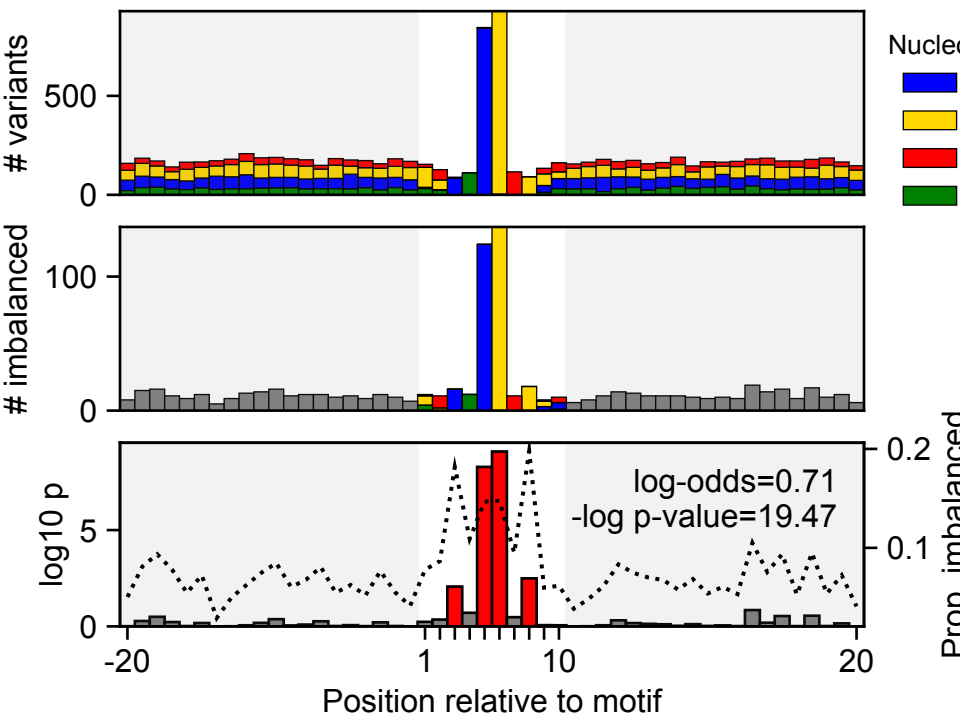 # variants
500
0
Nucleo
# imbalanced
100
0
log10 p
5
0
log-odds=0.71
-log p-value=19.47
0.2
0.1
Prop. imbalanced
-20
1
10
20
Position relative to motif